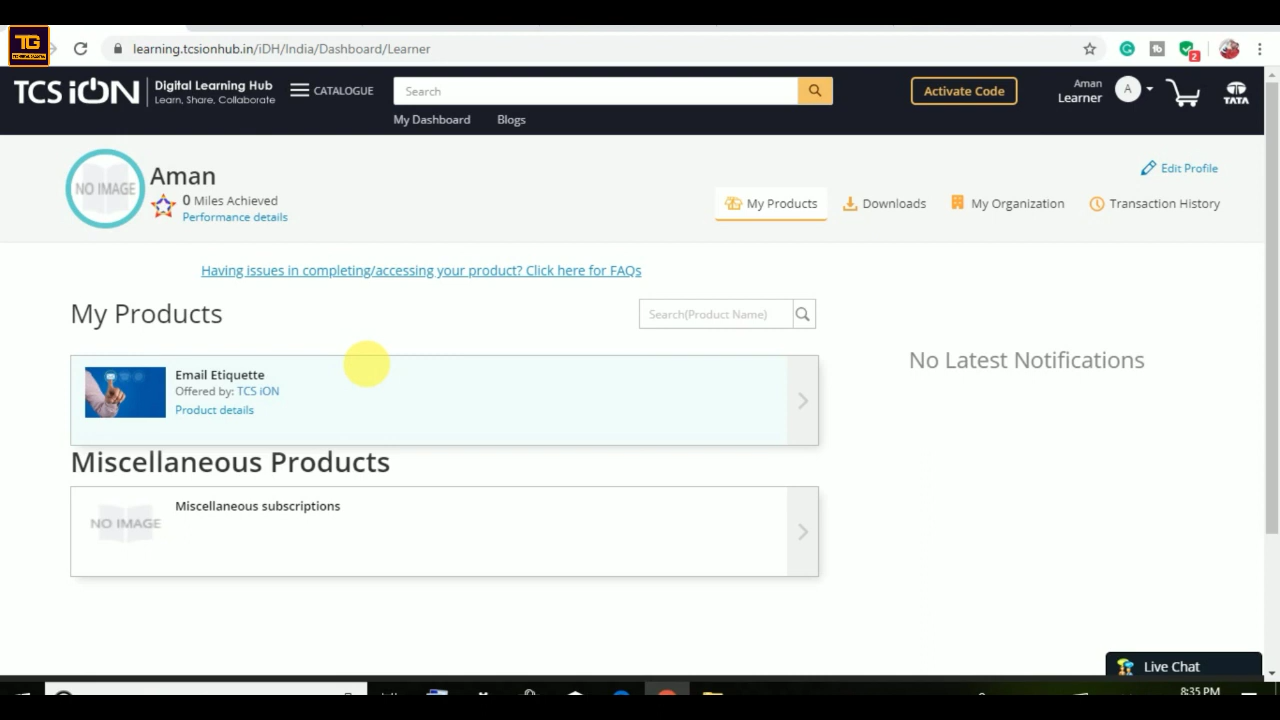 TG
learning.tcsionhub.in/iDH/India/Dashboard/Learner
2
TCS iON
Digital Learning Hub
Learn, Share, Collaborate
CATALOGUE
Search
Activate Code
Aman
Learner
A
TATA
My Dashboard
Blogs
NO IMAGE
Aman
0 Miles Achieved
Performance details
Edit Profile
My Products
Downloads
My Organization
Transaction History
Having issues in completing/accessing your product? Click here for FAQs
My Products
Search(Product Name)
No Latest Notifications
Email Etiquette
Offered by: TCS iON
Product details
Miscellaneous Products
NO IMAGE
Miscellaneous subscriptions
Live Chat
8:35 PM